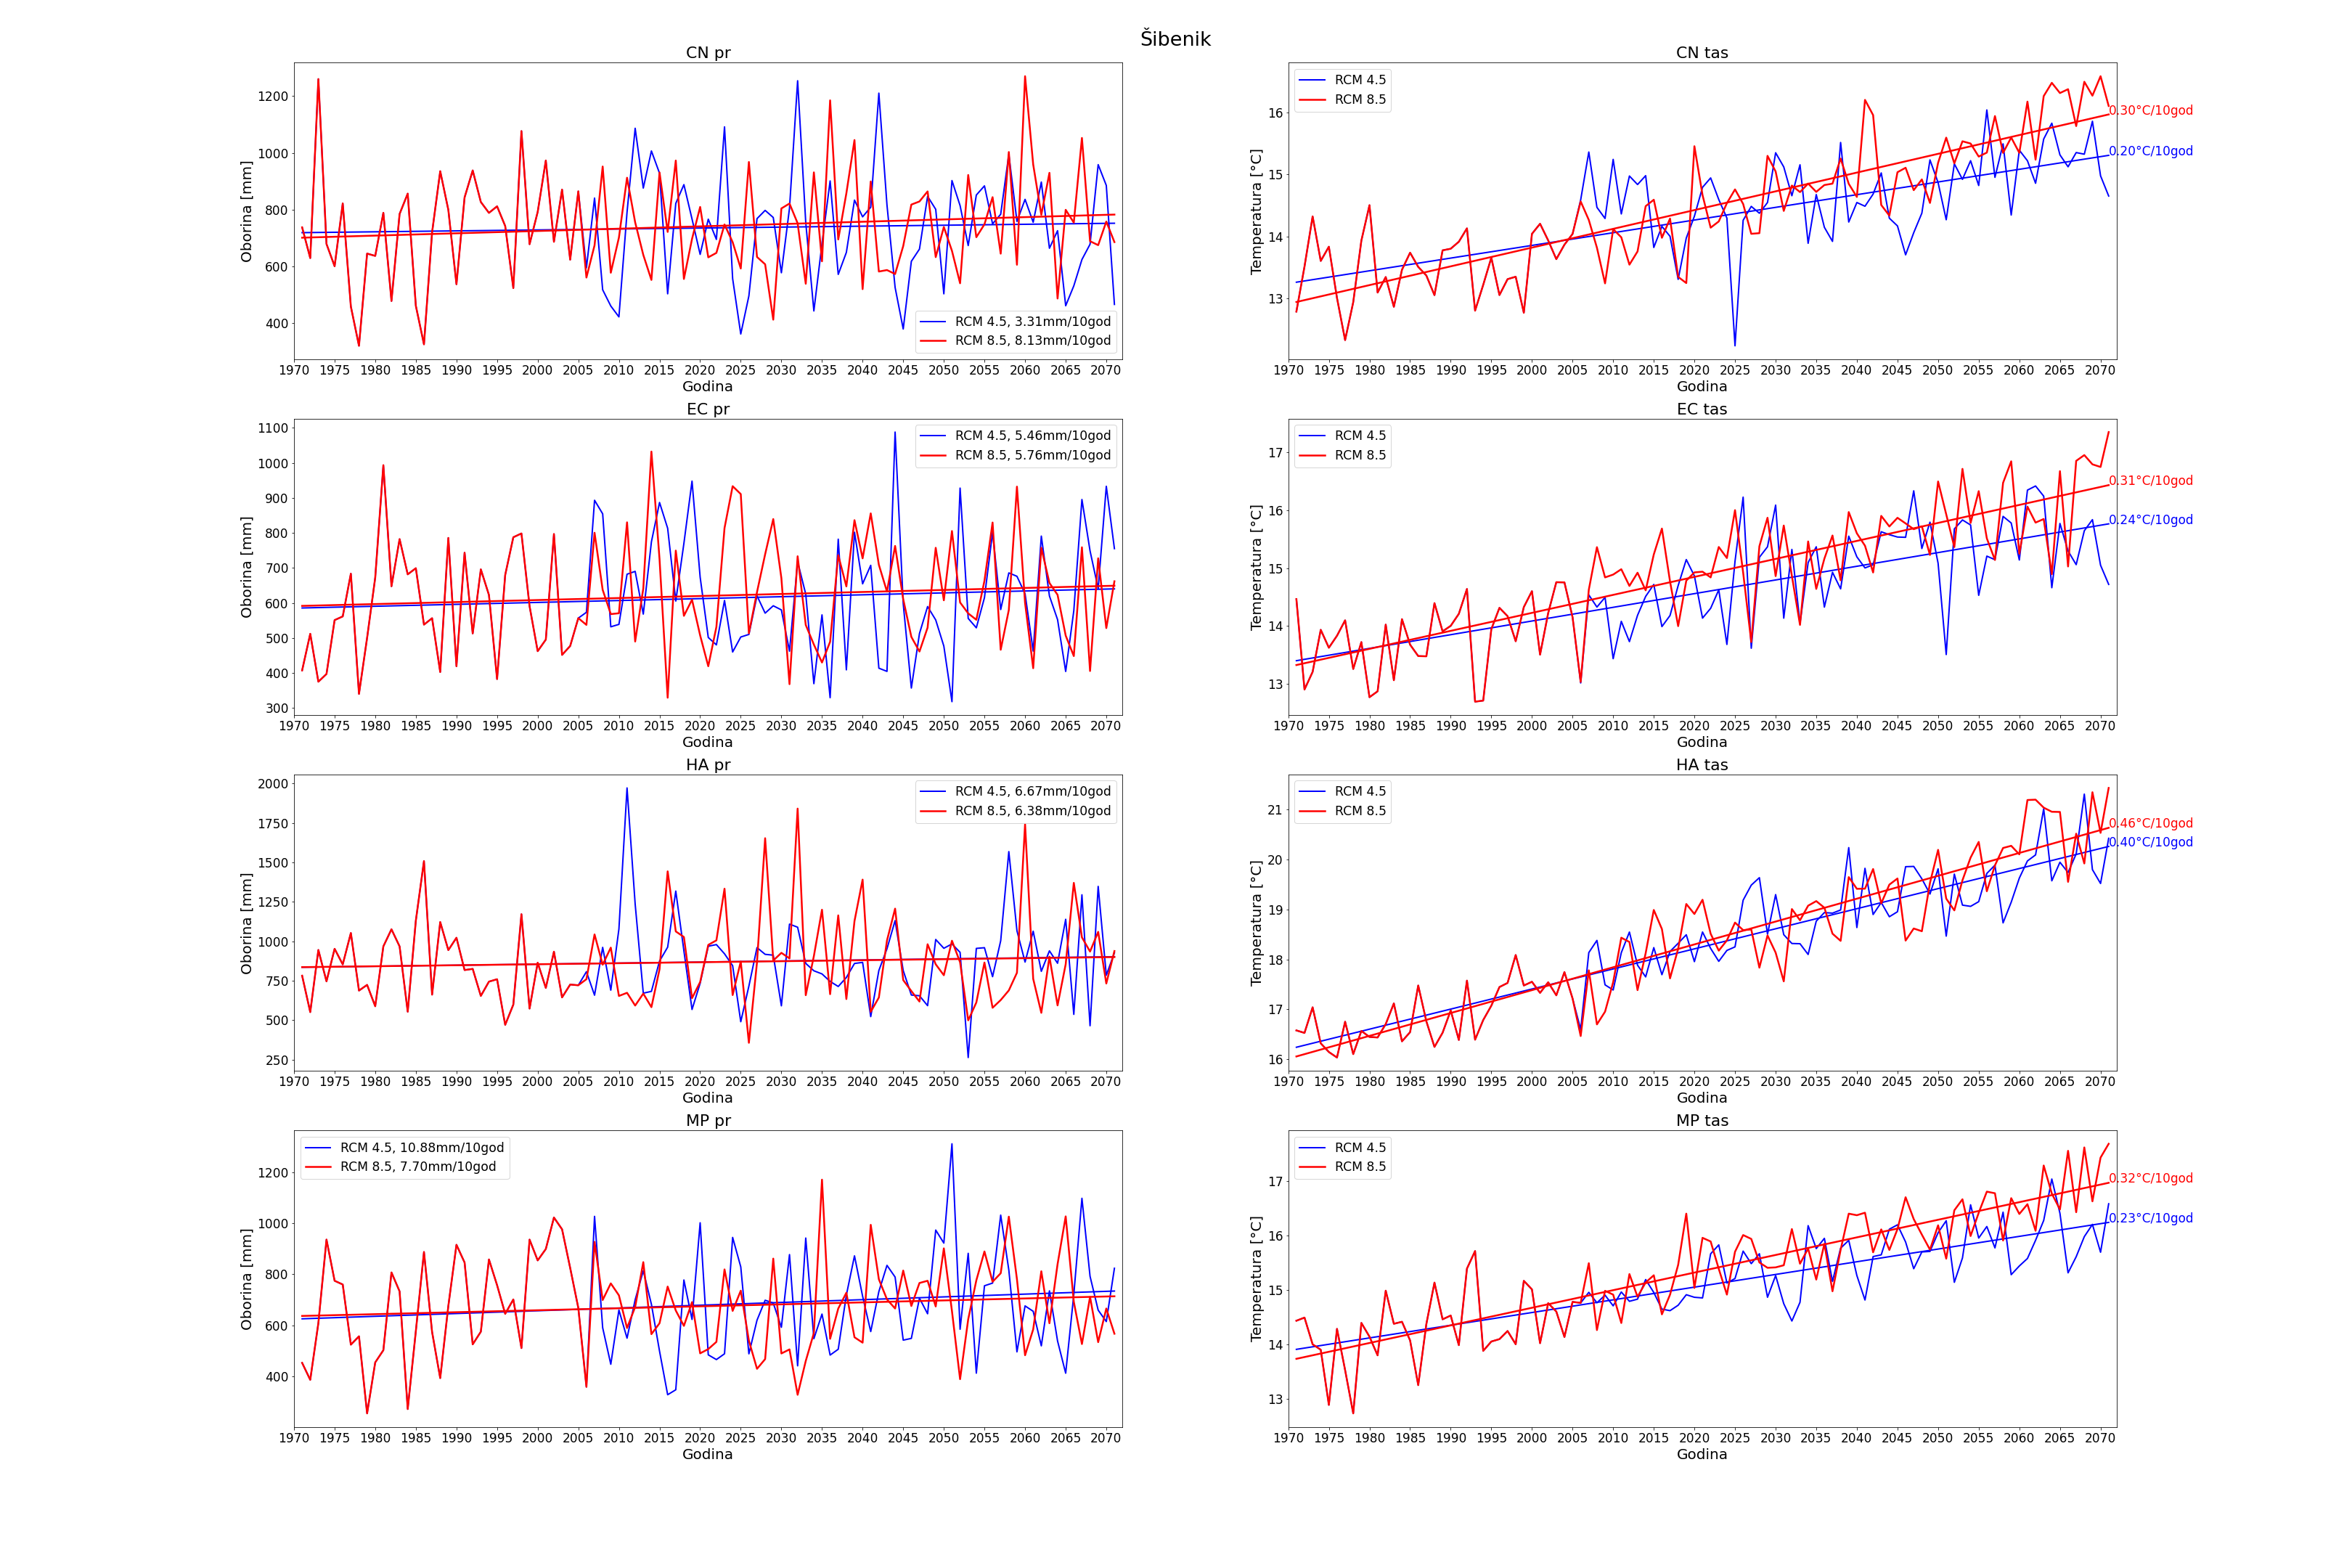 Šibenik
CN pr
Oborina [mm]
1200
1000
800
600
400
RCM 4.5, 3.31mm/10god
RCM 8.5, 8.13mm/10god
1970 1975 1980 1985 1990 1995 2000 2005 2010 2015 2020 2025 2030 2035 2040 2045 2050 2055 2060 2065 2070
Godina
CN tas
Temperatura [°C]
16
15
14
13
RCM 4.5
RCM 8.5
0.30°C/10god
0.20°C/10god
1970 1975 1980 1985 1990 1995 2000 2005 2010 2015 2020 2025 2030 2035 2040 2045 2050 2055 2060 2065 2070
Godina
EC pr
Oborina [mm]
1100
1000
900
800
700
600
500
400
300
RCM 4.5, 5.46mm/10god
RCM 8.5, 5.76mm/10god
1970 1975 1980 1985 1990 1995 2000 2005 2010 2015 2020 2025 2030 2035 2040 2045 2050 2055 2060 2065 2070
Godina
EC tas
Temperatura [°C]
17
16
15
14
13
RCM 4.5
RCM 8.5
0.31°C/10god
0.24°C/10god
1970 1975 1980 1985 1990 1995 2000 2005 2010 2015 2020 2025 2030 2035 2040 2045 2050 2055 2060 2065 2070
Godina
HA pr
Oborina [mm]
2000
1750
1500
1250
1000
750
500
250
RCM 4.5, 6.67mm/10god
RCM 8.5, 6.38mm/10god
1970 1975 1980 1985 1990 1995 2000 2005 2010 2015 2020 2025 2030 2035 2040 2045 2050 2055 2060 2065 2070
Godina
HA tas
Temperatura [°C]
21
20
19
18
17
16
RCM 4.5
RCM 8.5
0.46°C/10god
0.40°C/10god
1970 1975 1980 1985 1990 1995 2000 2005 2010 2015 2020 2025 2030 2035 2040 2045 2050 2055 2060 2065 2070
Godina
MP pr
Oborina [mm]
1200
1000
800
600
400
RCM 4.5, 10.88mm/10god
RCM 8.5, 7.70mm/10god
1970 1975 1980 1985 1990 1995 2000 2005 2010 2015 2020 2025 2030 2035 2040 2045 2050 2055 2060 2065 2070
Godina
MP tas
Temperatura [°C]
17
16
15
14
13
RCM 4.5
RCM 8.5
0.32°C/10god
0.23°C/10god
1970 1975 1980 1985 1990 1995 2000 2005 2010 2015 2020 2025 2030 2035 2040 2045 2050 2055 2060 2065 2070
Godina